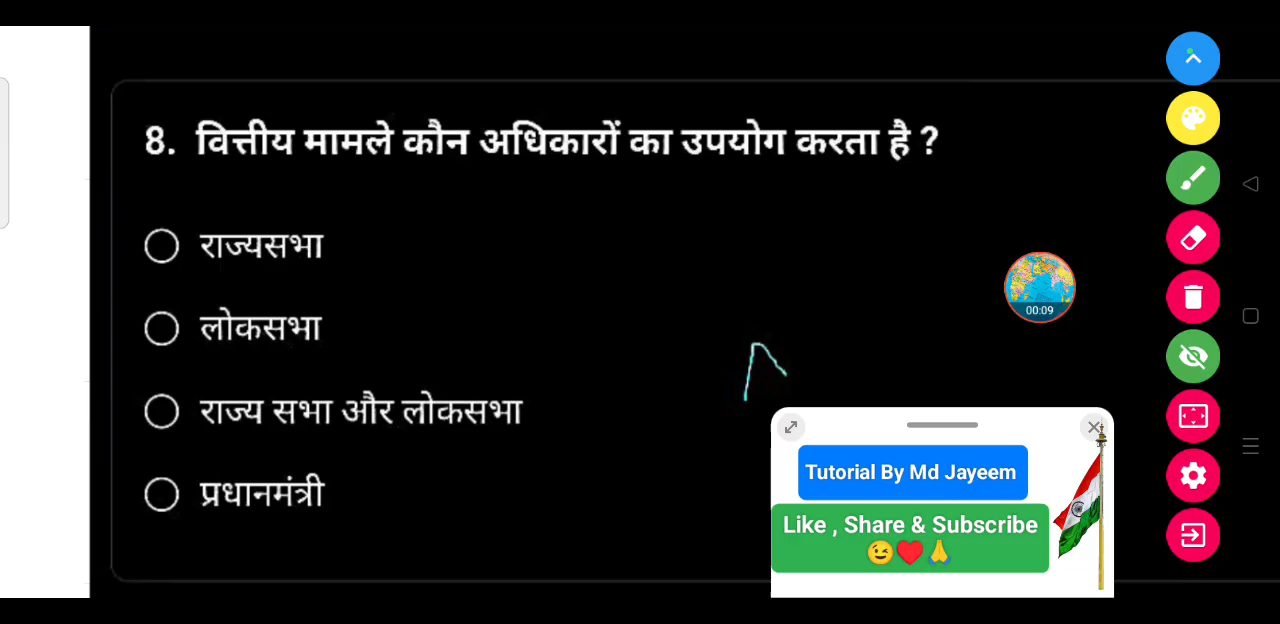 8. वित्तीय मामले कौन अधिकारों का उपयोग करता है ?
राज्यसभा
लोकसभा
राज्य सभा और लोकसभा
प्रधानमंत्री
00:09
Tutorial By Md Jayeem
Like , Share & Subscribe
😉❤️🙏